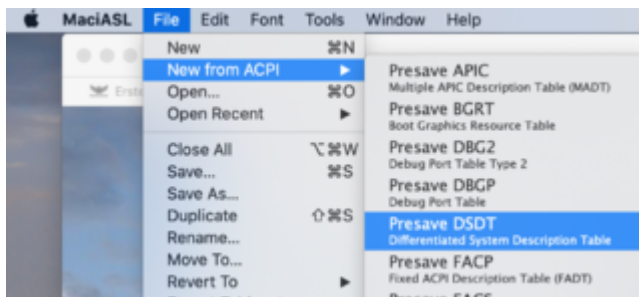 MaciASL File Edit Font Tools Window Help
New ⌘N
New from ACPI ▶
Open... ⌘O
Open Recent ▶
Close All ⌥⌘W
Save... ⌘S
Save As...
Duplicate ⇧⌘S
Rename...
Move To...
Revert To ▶
Erste
Presave APIC
Multiple APIC Description Table (MADT)
Presave BGRT
Boot Graphics Resource Table
Presave DBG2
Debug Port Table Type 2
Presave DBGP
Debug Port Table
Presave DSDT
Differentiated System Description Table
Presave FACP
Fixed ACPI Description Table (FADT)
Presave FACS